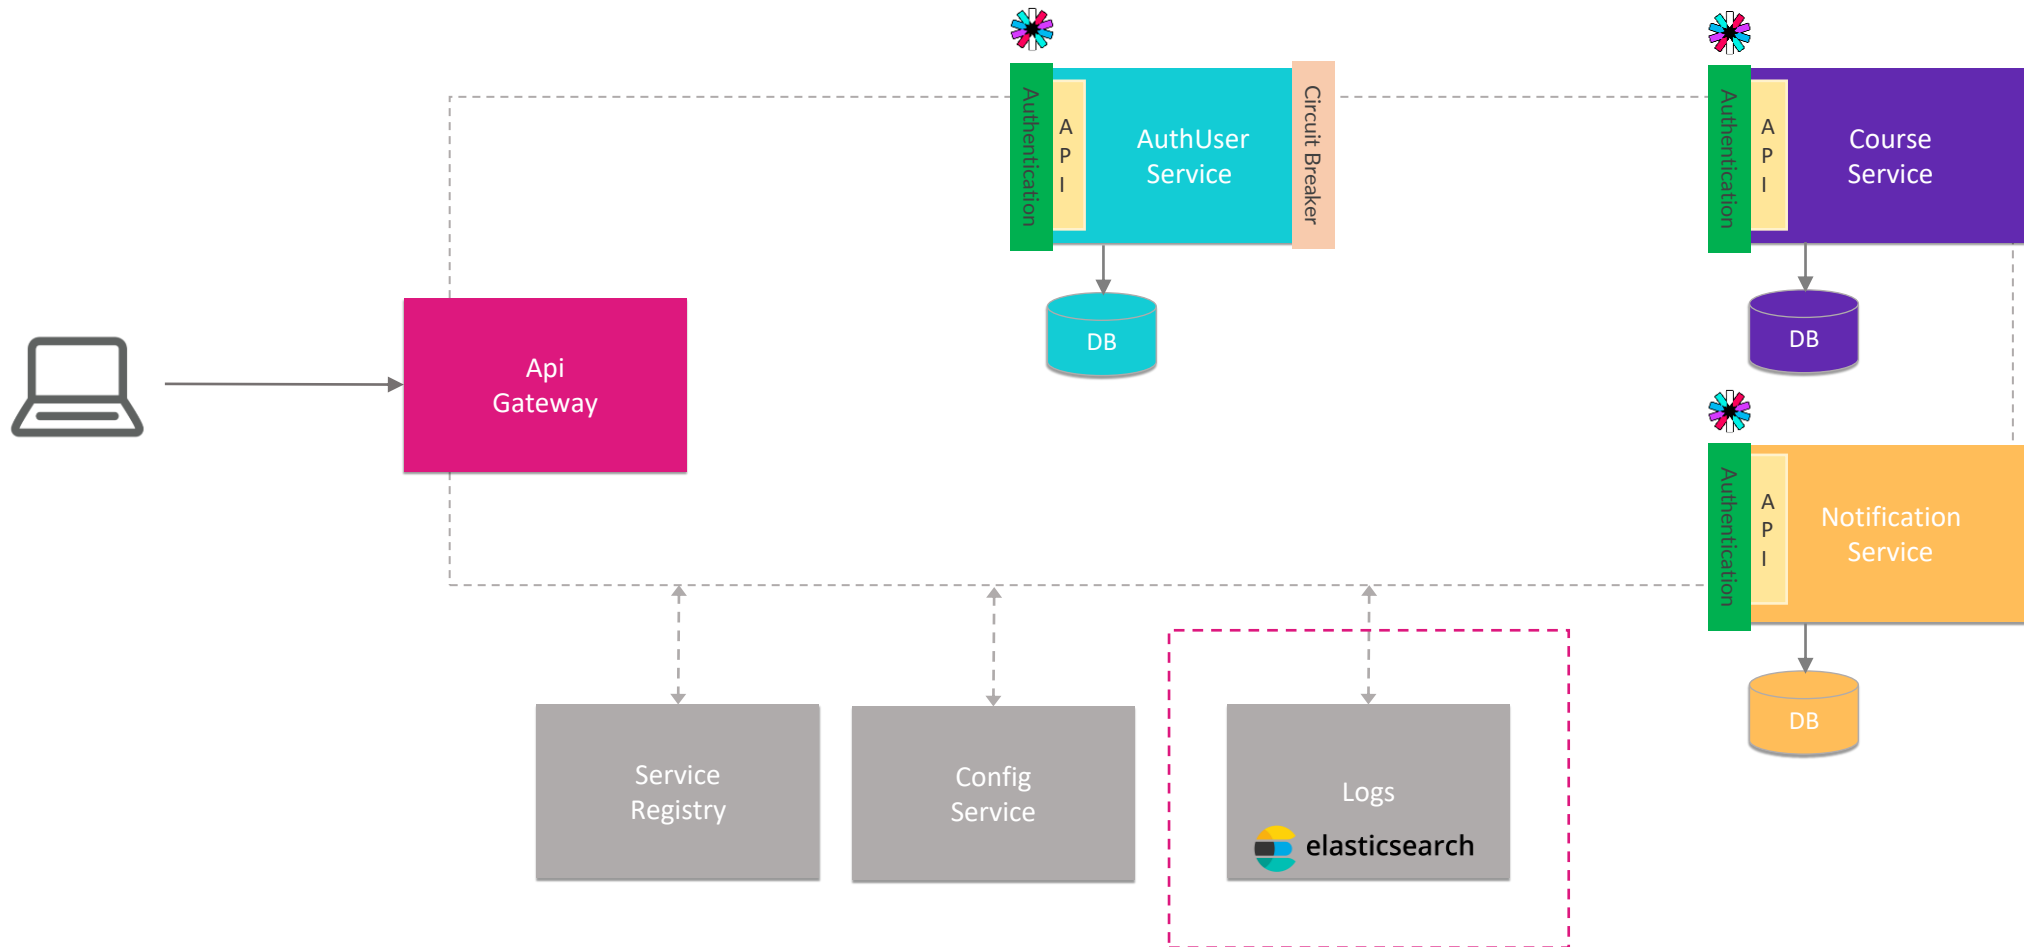 Authentication
A
P
I
AuthUser
Service
Circuit Breaker
DB
Authentication
A
P
I
Course
Service
DB
Api
Gateway
Authentication
A
P
I
Notification
Service
DB
Service
Registry
Config
Service
Logs
elasticsearch